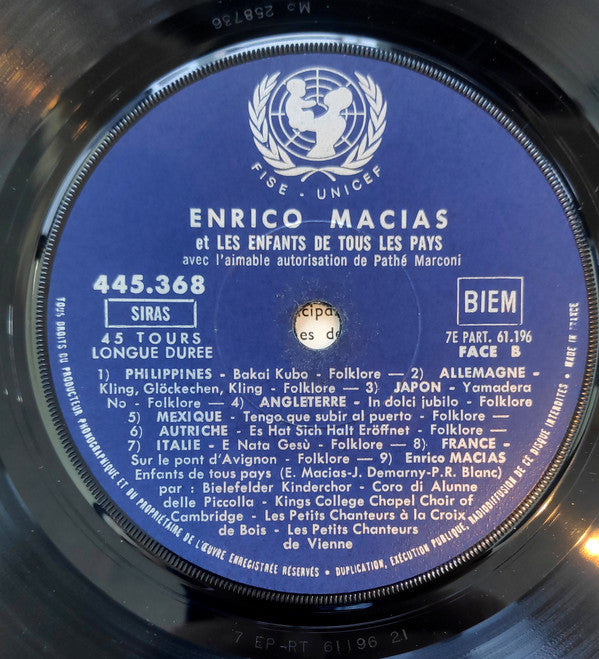 Mo 258736
FISE - UNICEF
ENRICO MACIAS
et LES ENFANTS DE TOUS LES PAYS
avec l'aimable autorisation de Pathé Marconi
445.368
SIRAS
45 TOURS
LONGUE DUREE
cipa
es de
BIEM
7E PART. 61.196
FACE B
1) PHILIPPINES - Bakai Kubo - Folklore — 2) ALLEMAGNE -
Kling, Glöckechen, Kling - Folklore — 3) JAPON - Yamadera
No - Folklore — 4) ANGLETERRE - In dolci jubilo - Folklore
5) MEXIQUE - Tengo que subir al puerto - Folklore —
6) AUTRICHE - Es Hat Sich Halt Eröffnet - Folklore —
7) ITALIE - E Nata Gesù - Folklore — 8) FRANCE -
Sur le pont d'Avignon - Folklore — 9) Enrico MACIAS
Enfants de tous pays (E. Macias-J. Demarny-P.R. Blanc)
par : Bielefelder Kinderchor - Coro di Alunne
delle Piccolla - Kings College Chapel Choir of
Cambridge - Les Petits Chanteurs à la Croix
de Bois - Les Petits Chanteurs
de Vienne
TOUS DROITS DU PRODUCTEUR PHONOGRAPHIQUE ET DU PROPRIÉTAIRE DE L'ŒUVRE ENREGISTRÉE RÉSERVÉS • DUPLICATION, EXÉCUTION PUBLIQUE, RADIODIFFUSION DE CE DISQUE INTERDITES • MADE IN FRANCE
7 EP-RT 61196 21